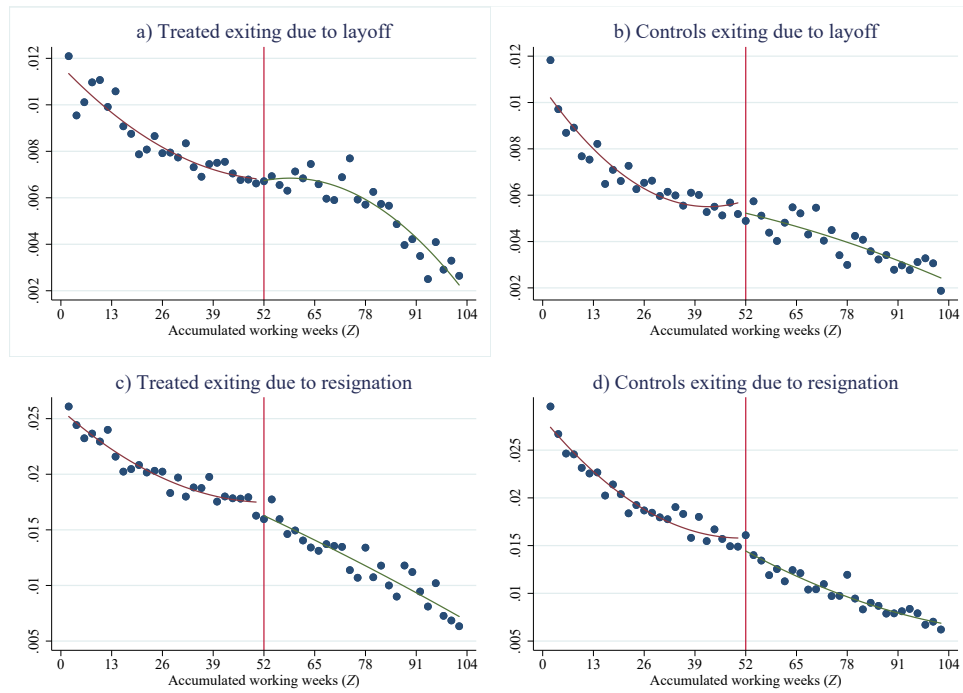 a) Treated exiting due to layoff
.012
.01
.008
.006
.004
.002
0 13 26 39 52 65 78 91 104
Accumulated working weeks (Z)
b) Controls exiting due to layoff
.012
.01
.008
.006
.004
.002
0 13 26 39 52 65 78 91 104
Accumulated working weeks (Z)
c) Treated exiting due to resignation
.025
.02
.015
.01
.005
0 13 26 39 52 65 78 91 104
Accumulated working weeks (Z)
d) Controls exiting due to resignation
.025
.02
.015
.01
.005
0 13 26 39 52 65 78 91 104
Accumulated working weeks (Z)